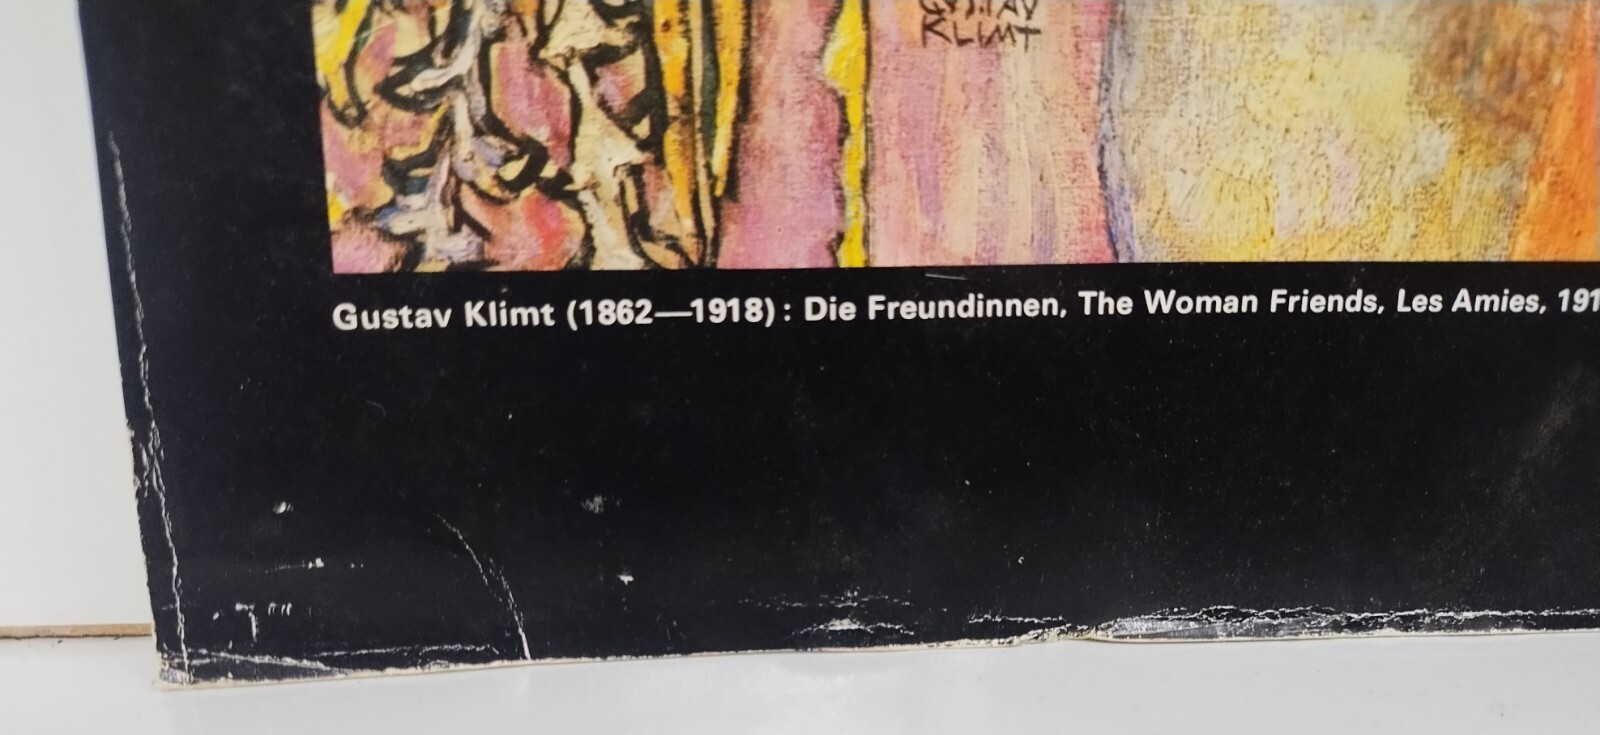 GUSTAV
KLIMT
Gustav Klimt (1862—1918): Die Freundinnen, The Woman Friends, Les Amies, 191